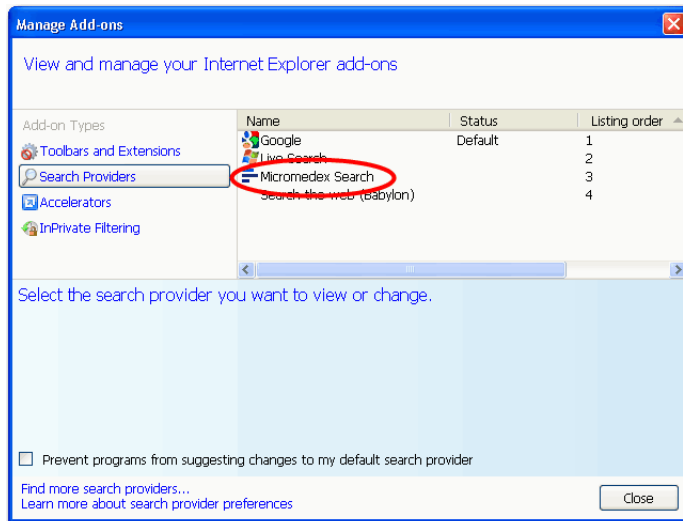 Manage Add-ons
View and manage your Internet Explorer add-ons
Add-on Types
Toolbars and Extensions
Search Providers
Accelerators
InPrivate Filtering
Name Status Listing order
Google Default 1
Live Search 2
Micromedex Search 3
Search the web (Babylon) 4
Select the search provider you want to view or change.
Prevent programs from suggesting changes to my default search provider
Find more search providers...
Learn more about search provider preferences
Close